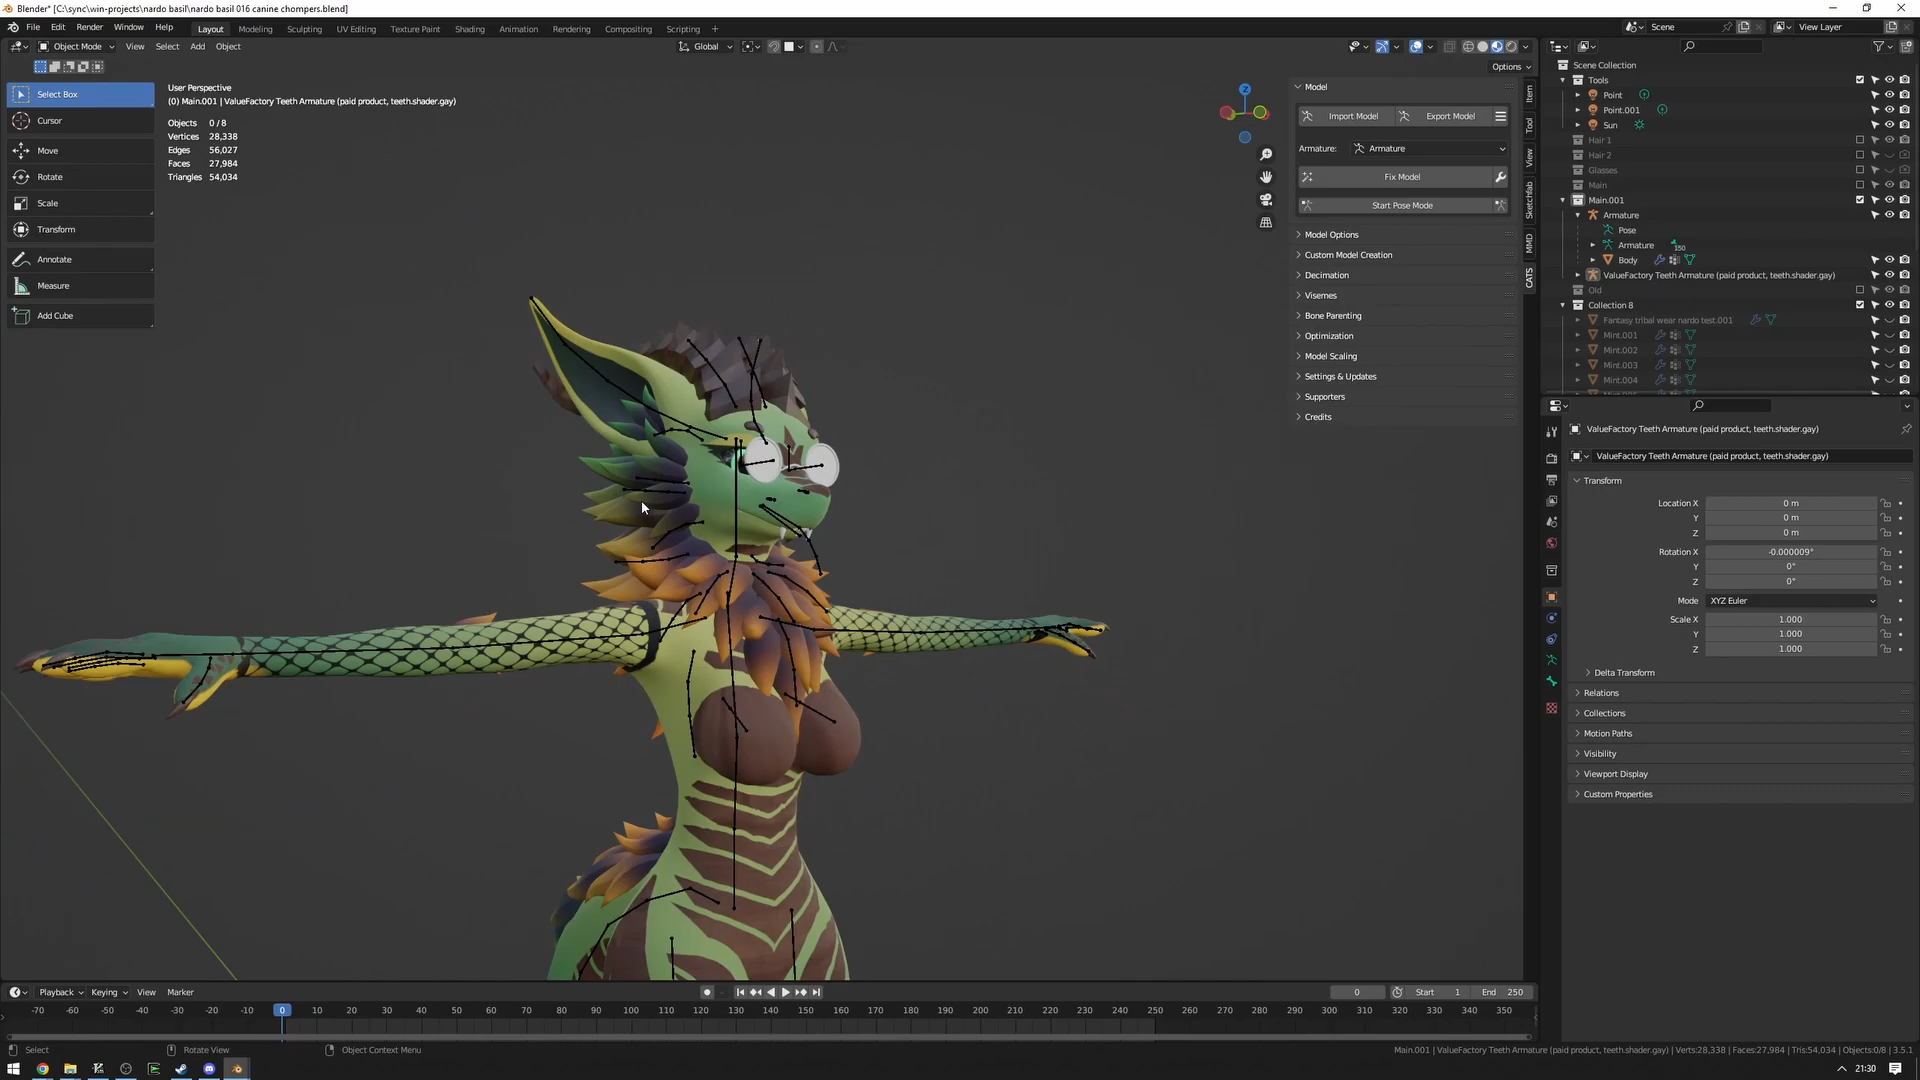 Blender* [C:\sync\win-projects\nardo basil\nardo basil 016 canine chompers.blend]
File Edit Render Window Help
Layout Modeling Sculpting UV Editing Texture Paint Shading Animation Rendering Compositing Scripting +
Scene
View Layer
Object Mode View Select Add Object
Global
Options
Select Box
Cursor
Move
Rotate
Scale
Transform
Annotate
Measure
Add Cube
User Perspective
(0) Main.001 | ValueFactory Teeth Armature (paid product, teeth.shader.gay)
Objects 0 / 8
Vertices 28,338
Edges 56,027
Faces 27,984
Triangles 54,034
Z
Model
Import Model Export Model
Armature: Armature
Fix Model
Start Pose Mode
Model Options
Custom Model Creation
Decimation
Visemes
Bone Parenting
Optimization
Model Scaling
Settings & Updates
Supporters
Credits
Item
Tool
View
Sketchfab
MMD
CATS
Scene Collection
Tools
Point
Point.001
Sun
Hair 1
Hair 2
Glasses
Main
Main.001
Armature
Pose
Armature 150
Body
ValueFactory Teeth Armature (paid product, teeth.shader.gay)
Old
Collection 8
Fantasy tribal wear nardo test.001
Mint.001
Mint.002
Mint.003
Mint.004
ValueFactory Teeth Armature (paid product, teeth.shader.gay)
ValueFactory Teeth Armature (paid product, teeth.shader.gay)
Transform
Location X 0 m
Y 0 m
Z 0 m
Rotation X -0.000009°
Y 0°
Z 0°
Mode XYZ Euler
Scale X 1.000
Y 1.000
Z 1.000
Delta Transform
Relations
Collections
Motion Paths
Visibility
Viewport Display
Custom Properties
Playback Keying View Marker
0 Start 1 End 250
-70 -60 -50 -40 -30 -20 -10 0 10 20 30 40 50 60 70 80 90 100 110 120 130 140 150 160 170 180 190 200 210 220 230 240 250 260 270 280 290 300 310 320 330 340 350
Select Rotate View Object Context Menu
Main.001 | ValueFactory Teeth Armature (paid product, teeth.shader.gay) | Verts:28,338 | Faces:27,984 | Tris:54,034 | Objects:0/8 | 3.5.1
21:30